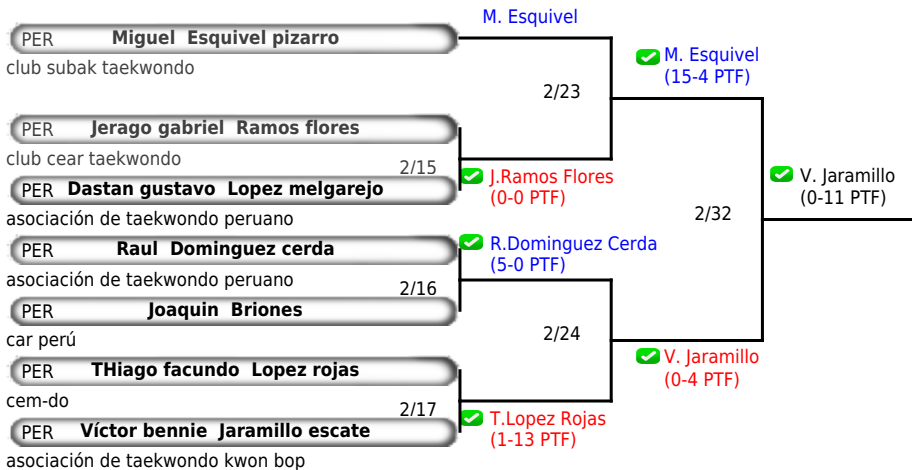 M. Esquivel
PER Miguel Esquivel pizarro
club subak taekwondo
M. Esquivel
(15-4 PTF)
2/23
PER Jerago gabriel Ramos flores
club cear taekwondo
2/15
J.Ramos Flores
(0-0 PTF)
PER Dastan gustavo Lopez melgarejo
asociación de taekwondo peruano
V. Jaramillo
(0-11 PTF)
2/32
PER Raul Dominguez cerda
R.Dominguez Cerda
(5-0 PTF)
asociación de taekwondo peruano
2/16
PER Joaquin Briones
car perú
2/24
V. Jaramillo
(0-4 PTF)
PER THiago facundo Lopez rojas
cem-do
2/17
T.Lopez Rojas
(1-13 PTF)
PER Víctor bennie Jaramillo escate
asociación de taekwondo kwon bop